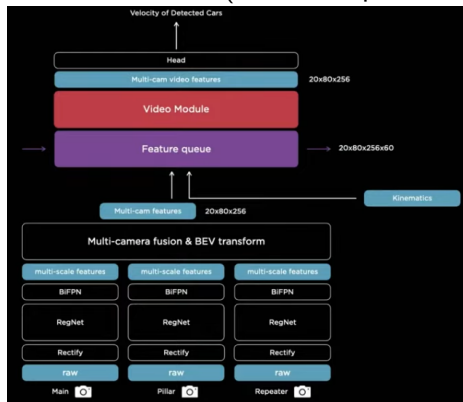 Velocity of Detected Cars
Head
Multi-cam video features 20x80x256
Video Module
Feature queue 20x80x256x60
Kinematics
Multi-cam features 20x80x256
Multi-camera fusion & BEV transform
multi-scale features multi-scale features multi-scale features
BiFPN BiFPN BiFPN
RegNet RegNet RegNet
Rectify Rectify Rectify
raw raw raw
Main Pillar Repeater